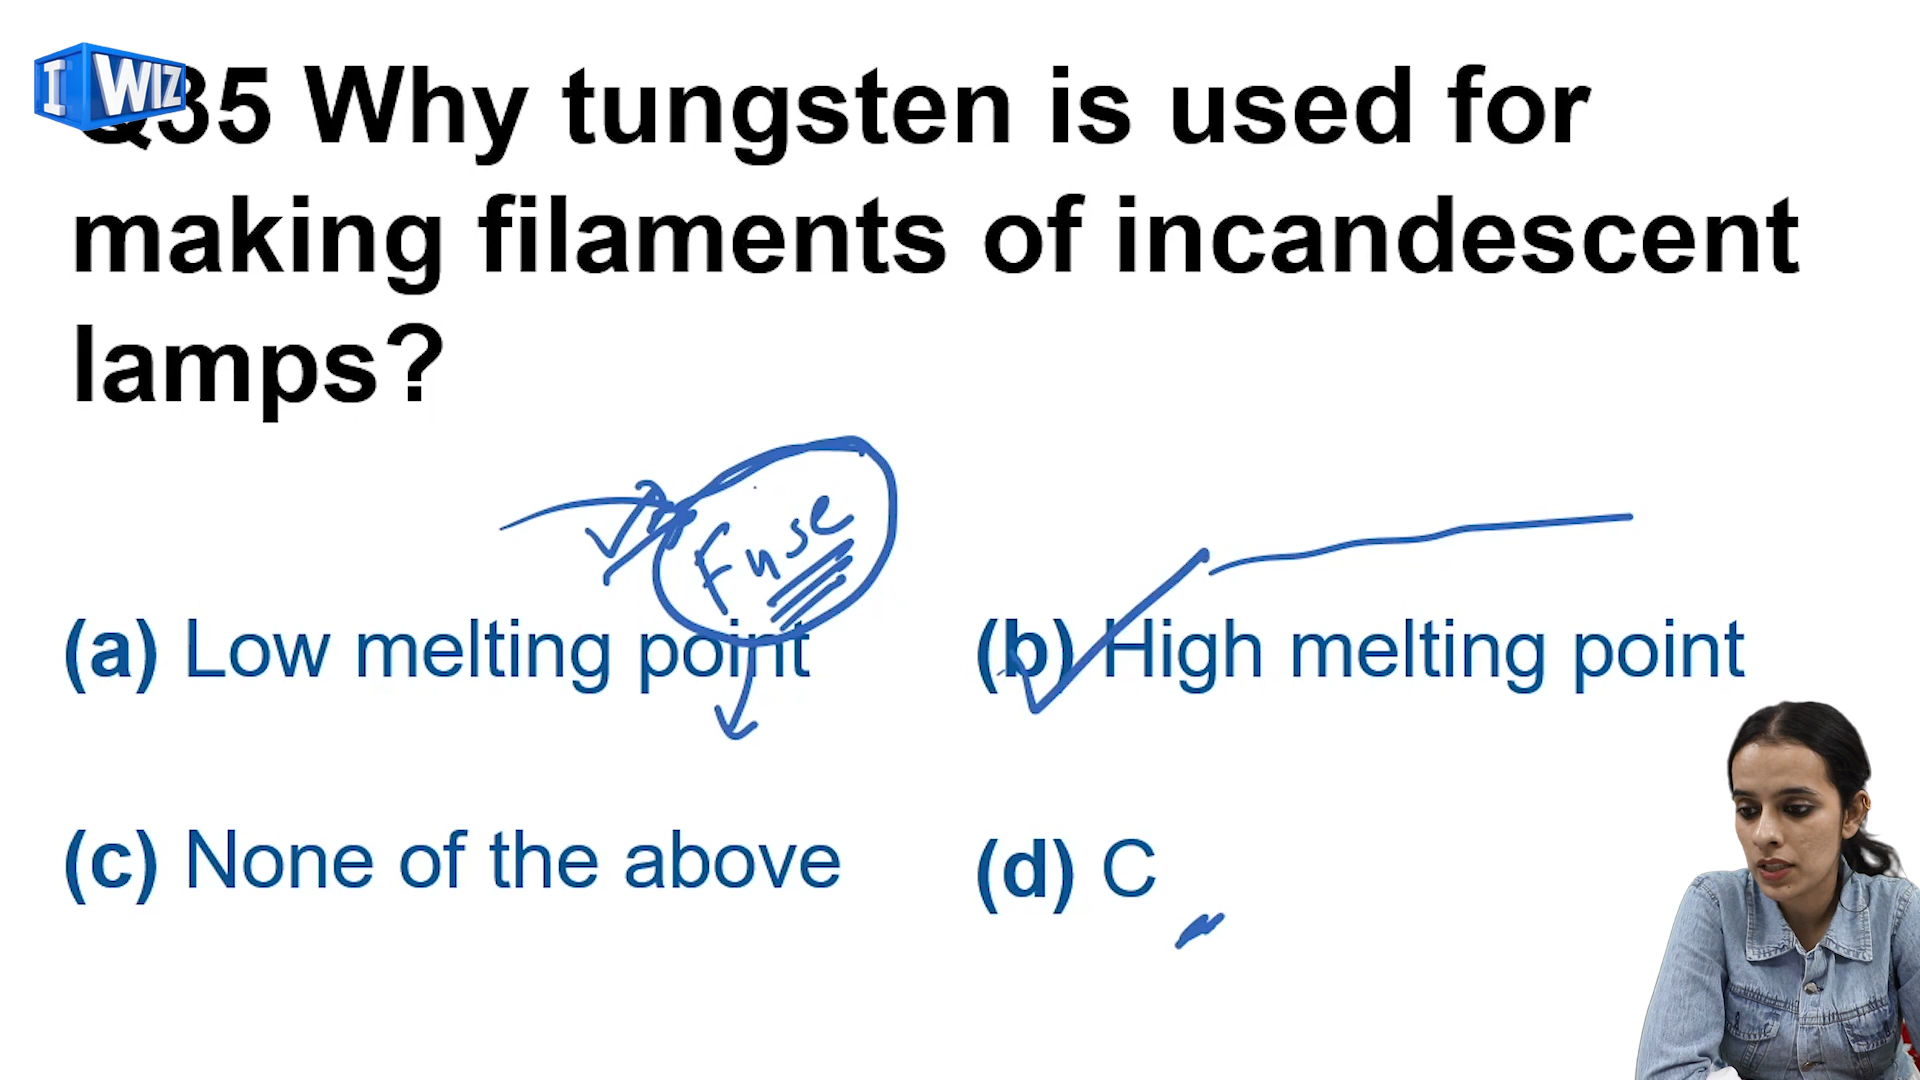 I WIZ
Q35 Why tungsten is used for
making filaments of incandescent
lamps?
Fuse
(a) Low melting point
(b) High melting point
(c) None of the above
(d) C